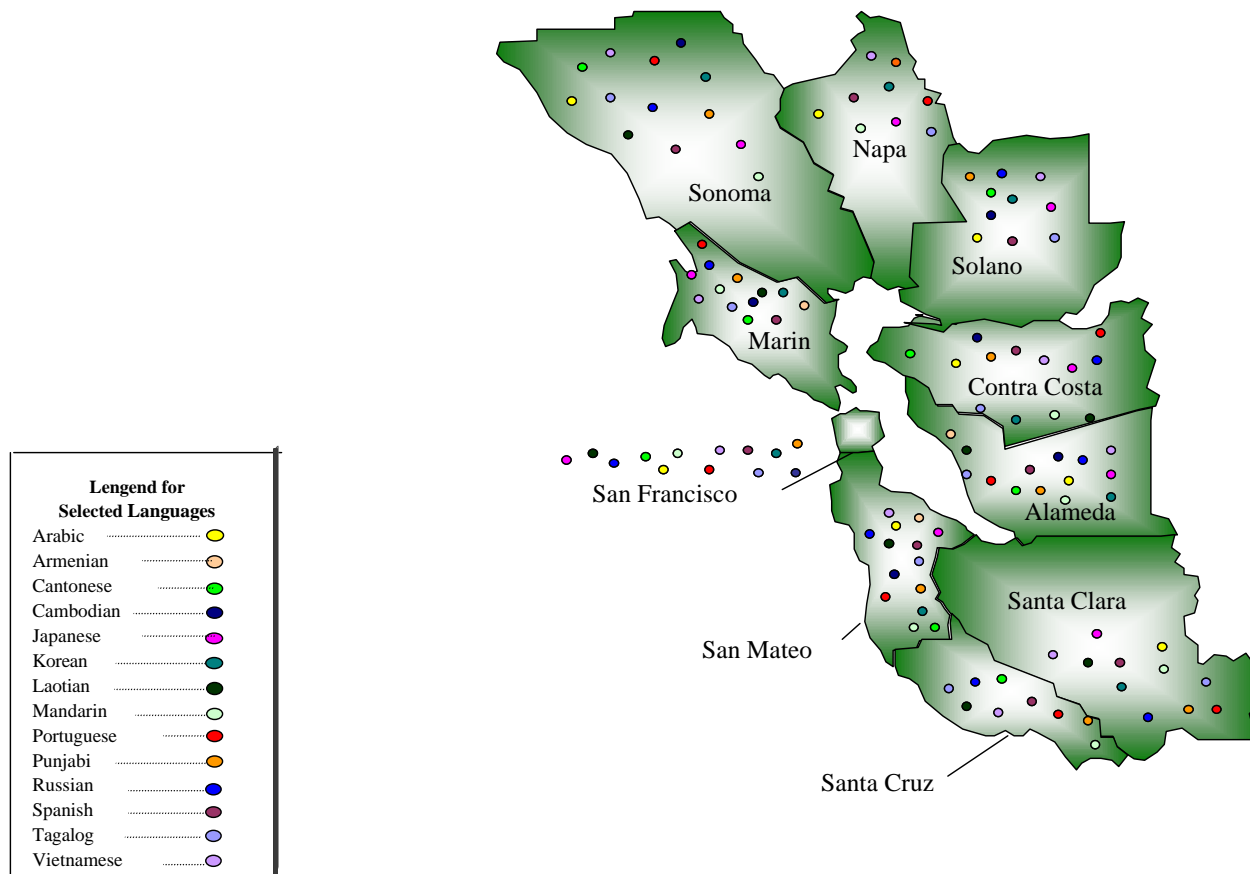 Napa
Sonoma
Solano
Marin
Contra Costa
San Francisco
Alameda
Santa Clara
San Mateo
Santa Cruz
Lengend for
Selected Languages
Arabic
Armenian
Cantonese
Cambodian
Japanese
Korean
Laotian
Mandarin
Portuguese
Punjabi
Russian
Spanish
Tagalog
Vietnamese